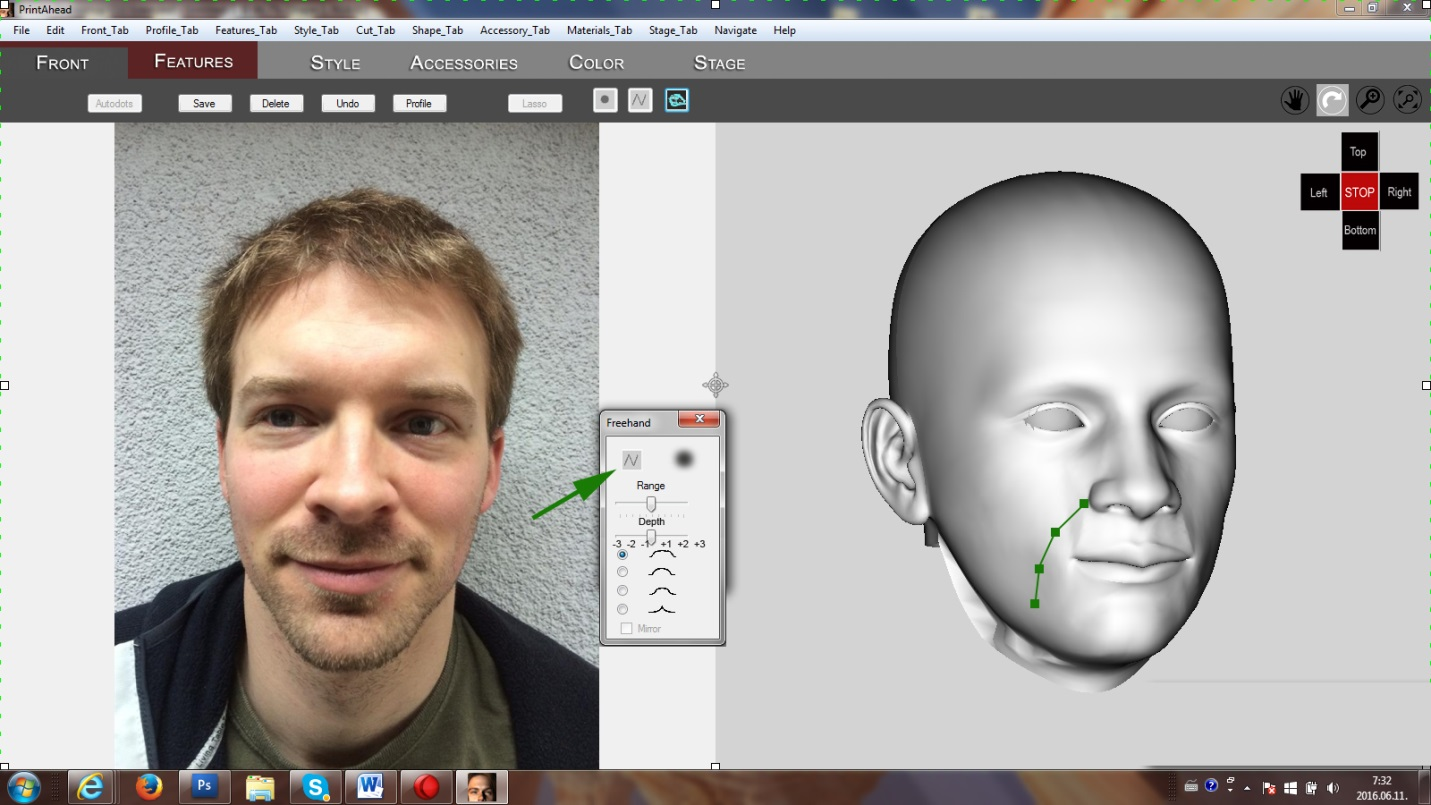 PrintAhead
File Edit Front_Tab Profile_Tab Features_Tab Style_Tab Cut_Tab Shape_Tab Accessory_Tab Materials_Tab Stage_Tab Navigate Help
Front Features Style Accessories Color Stage
Autodots Save Delete Undo Profile Lasso
Top
Left STOP Right
Bottom
Freehand
Range
Depth
-3 -2 -1 +1 +2 +3
Mirror
Ps
7:32
2016.06.11.